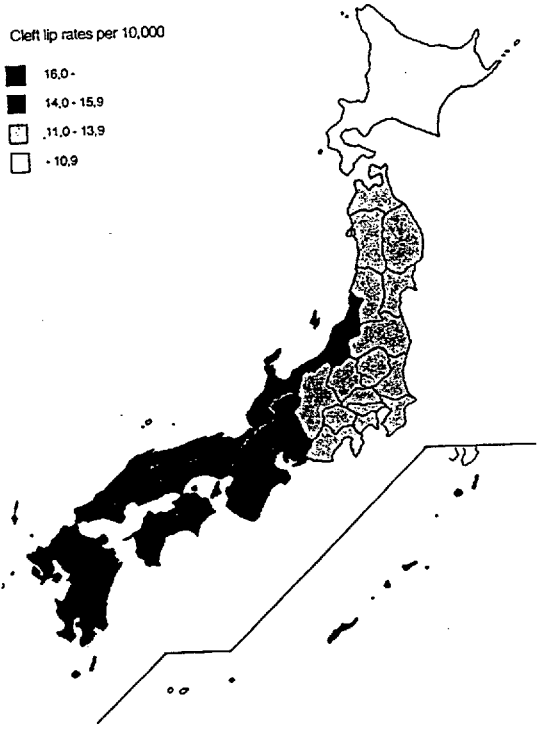 Cleft lip rates per 10,000
16,0 -
14,0 - 15,9
11,0 - 13,9
- 10,9